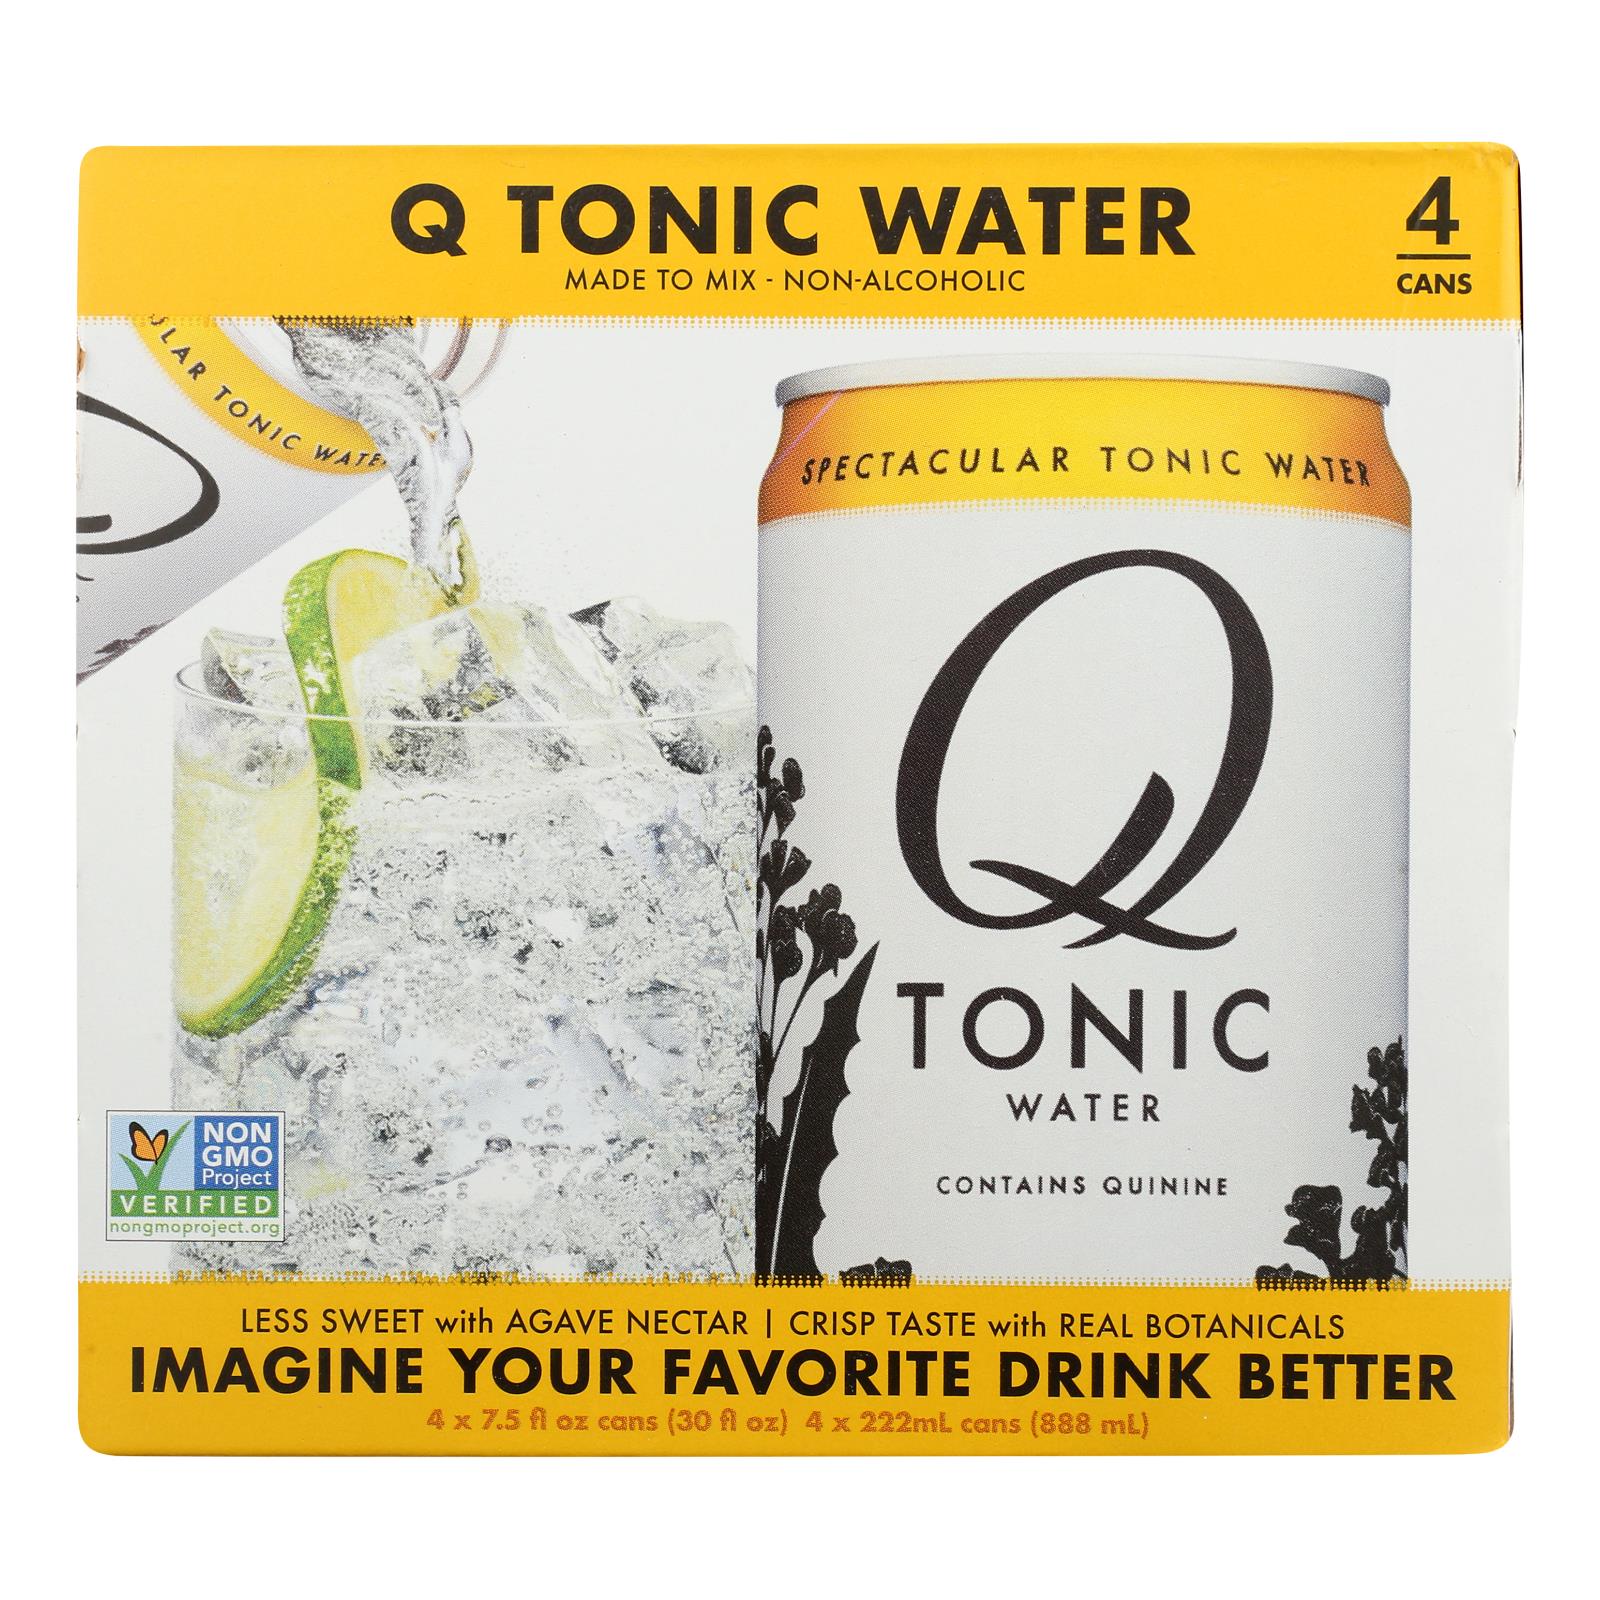 Q TONIC WATER
MADE TO MIX - NON-ALCOHOLIC
4
CANS
TONIC WATE
SPECTACULAR TONIC WATER
Q
TONIC
WATER
CONTAINS QUININE
NON
GMO
Project
VERIFIED
nongmoproject.org
LESS SWEET with AGAVE NECTAR | CRISP TASTE with REAL BOTANICALS
IMAGINE YOUR FAVORITE DRINK BETTER
4 x 7.5 fl oz cans (30 fl oz) 4 x 222mL cans (888 mL)